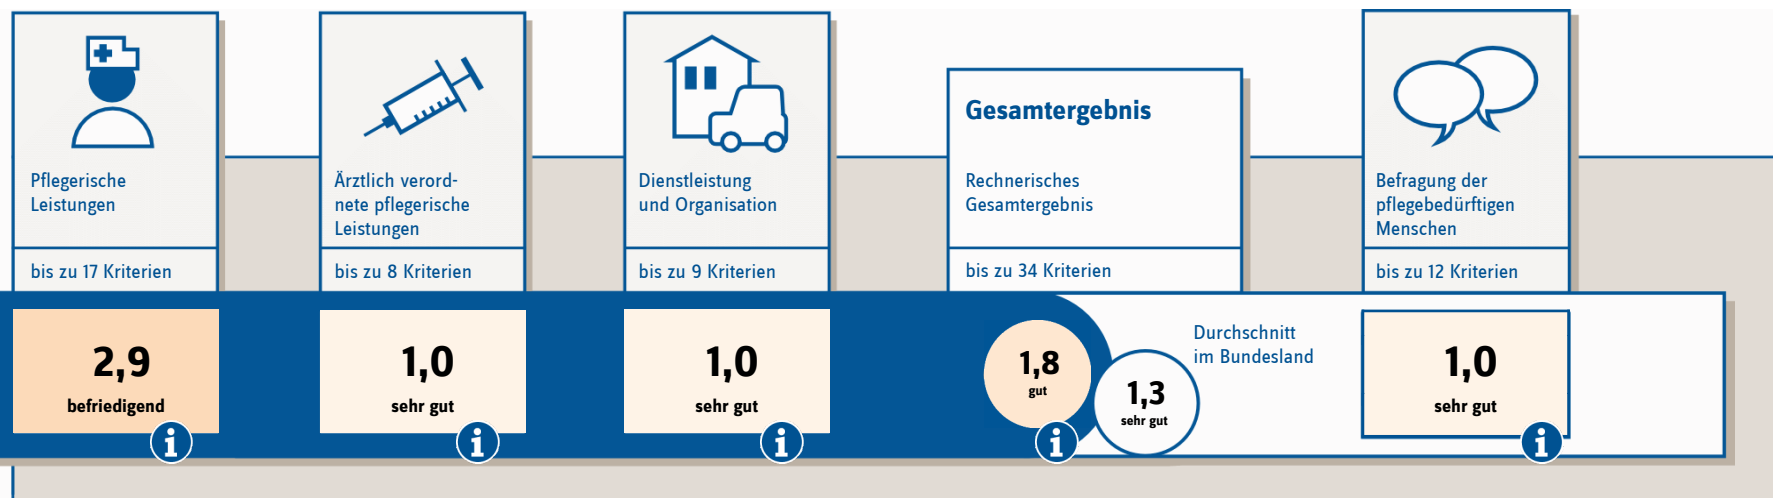 Pflegerische
Leistungen
bis zu 17 Kriterien
2,9
befriedigend
Ärztlich verord-
nete pflegerische
Leistungen
bis zu 8 Kriterien
1,0
sehr gut
Dienstleistung
und Organisation
bis zu 9 Kriterien
1,0
sehr gut
Gesamtergebnis
Rechnerisches
Gesamtergebnis
bis zu 34 Kriterien
1,8
gut
Durchschnitt
im Bundesland
1,3
sehr gut
Befragung der
pflegebedürftigen
Menschen
bis zu 12 Kriterien
1,0
sehr gut